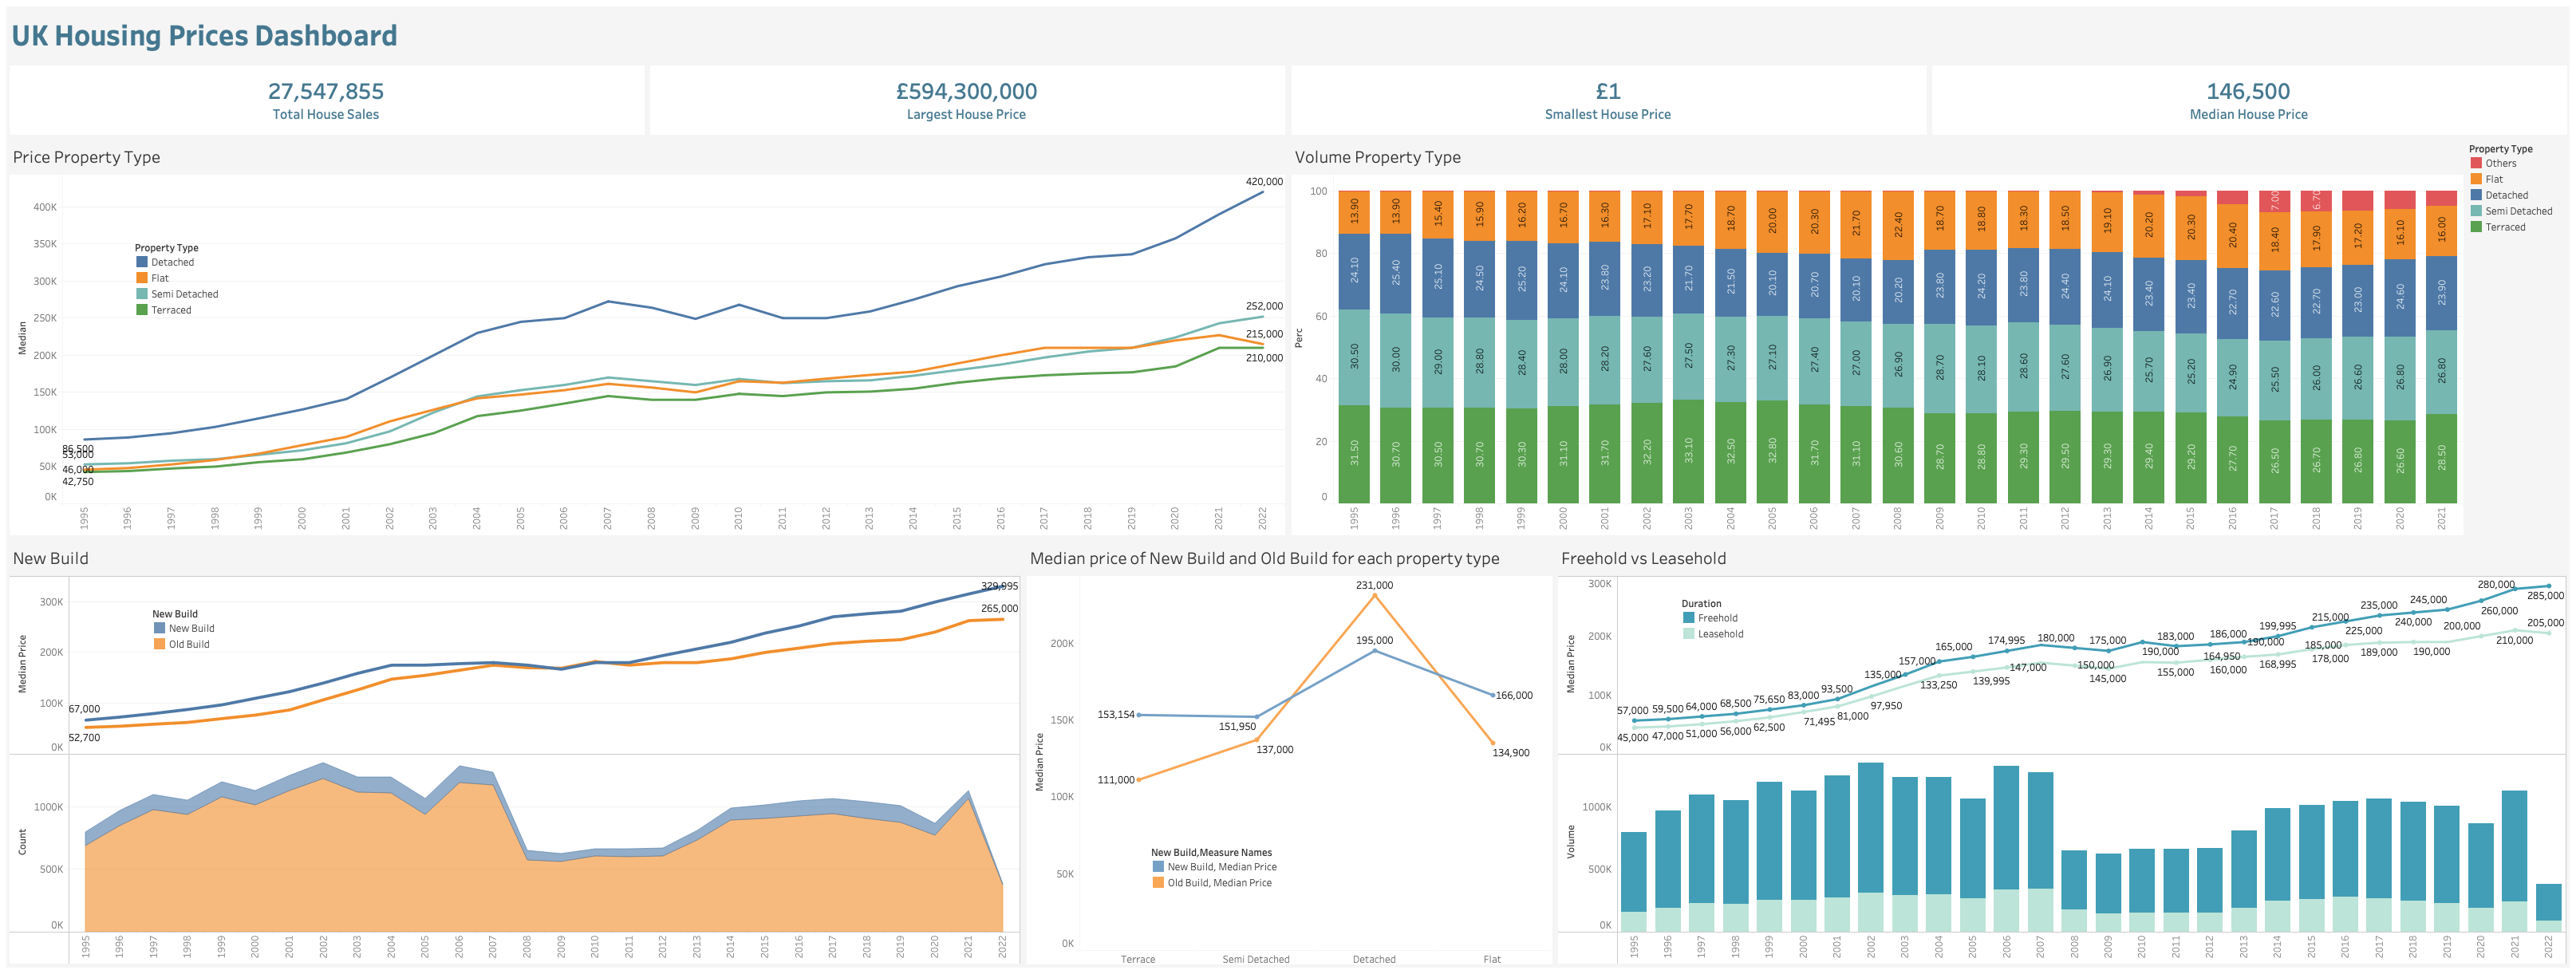 UK Housing Prices Dashboard
27,547,855
Total House Sales
£594,300,000
Largest House Price
£1
Smallest House Price
146,500
Median House Price
Price Property Type
Median
400K
350K
300K
250K
200K
150K
100K
50K
0K
Property Type
Detached
Flat
Semi Detached
Terraced
420,000
252,000
215,000
210,000
86,500
53,000
46,000
42,750
1995 1996 1997 1998 1999 2000 2001 2002 2003 2004 2005 2006 2007 2008 2009 2010 2011 2012 2013 2014 2015 2016 2017 2018 2019 2020 2021 2022
Volume Property Type
Property Type
Others
Flat
Detached
Semi Detached
Terraced
Perc
100
80
60
40
20
0
7.00 6.70
13.90 13.90 15.40 15.90 16.20 16.70 16.30 17.10 17.70 18.70 20.00 20.30 21.70 22.40 18.70 18.80 18.30 18.50 19.10 20.20 20.30 20.40 18.40 17.90 17.20 16.10 16.00
24.10 25.40 25.10 24.50 25.20 24.10 23.80 23.20 21.70 21.50 20.10 20.70 20.10 20.20 23.80 24.20 23.80 24.40 24.10 23.40 23.40 22.70 22.60 22.70 23.00 24.60 23.90
30.50 30.00 29.00 28.80 28.40 28.00 28.20 27.60 27.50 27.30 27.10 27.40 27.00 26.90 28.70 28.10 28.60 27.60 26.90 25.70 25.20 24.90 25.50 26.00 26.60 26.80 26.80
31.50 30.70 30.50 30.70 30.30 31.10 31.70 32.20 33.10 32.50 32.80 31.70 31.10 30.60 28.70 28.80 29.30 29.50 29.30 29.40 29.20 27.70 26.50 26.70 26.80 26.60 28.50
1995 1996 1997 1998 1999 2000 2001 2002 2003 2004 2005 2006 2007 2008 2009 2010 2011 2012 2013 2014 2015 2016 2017 2018 2019 2020 2021
New Build
Median Price
300K
200K
100K
0K
New Build
New Build
Old Build
329,995
265,000
67,000
52,700
Count
1000K
500K
0K
1995 1996 1997 1998 1999 2000 2001 2002 2003 2004 2005 2006 2007 2008 2009 2010 2011 2012 2013 2014 2015 2016 2017 2018 2019 2020 2021 2022
Median price of New Build and Old Build for each property type
Median Price
200K
150K
100K
50K
0K
231,000
195,000
166,000
153,154
151,950
137,000
134,900
111,000
New Build,Measure Names
New Build, Median Price
Old Build, Median Price
Terrace Semi Detached Detached Flat
Freehold vs Leasehold
Median Price
300K
200K
100K
0K
Duration
Freehold
Leasehold
57,000 59,500 64,000 68,500 75,650 83,000 93,500 135,000 157,000 165,000 174,995 180,000 175,000 190,000 183,000 186,000 190,000 199,995 215,000 225,000 235,000 240,000 245,000 260,000 280,000 285,000
45,000 47,000 51,000 56,000 62,500 71,495 81,000 97,950 133,250 139,995 147,000 150,000 145,000 155,000 160,000 164,950 168,995 178,000 185,000 189,000 190,000 200,000 210,000 205,000
Volume
1000K
500K
0K
1995 1996 1997 1998 1999 2000 2001 2002 2003 2004 2005 2006 2007 2008 2009 2010 2011 2012 2013 2014 2015 2016 2017 2018 2019 2020 2021 2022